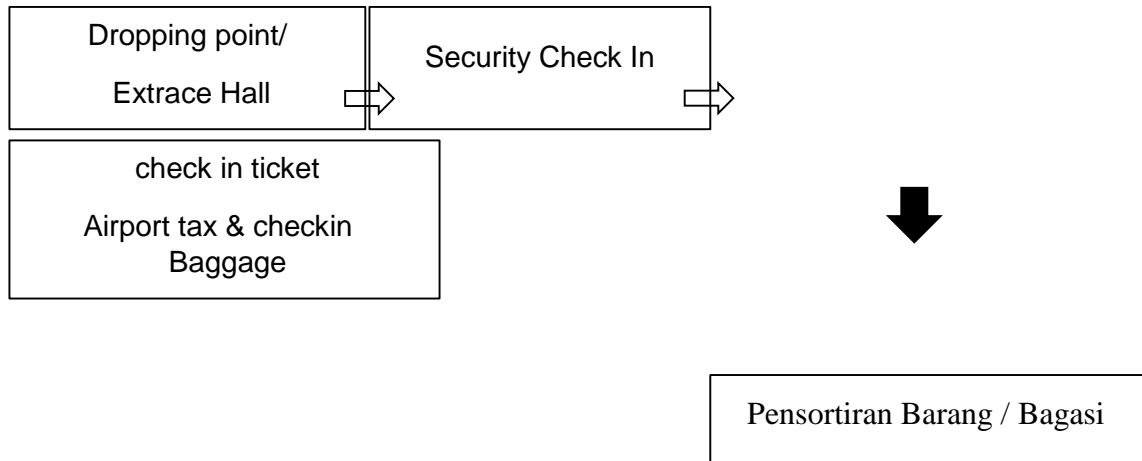 Dropping point/
Extrace Hall
Security Check In
check in ticket
Airport tax & checkin
Baggage
Pensortiran Barang / Bagasi